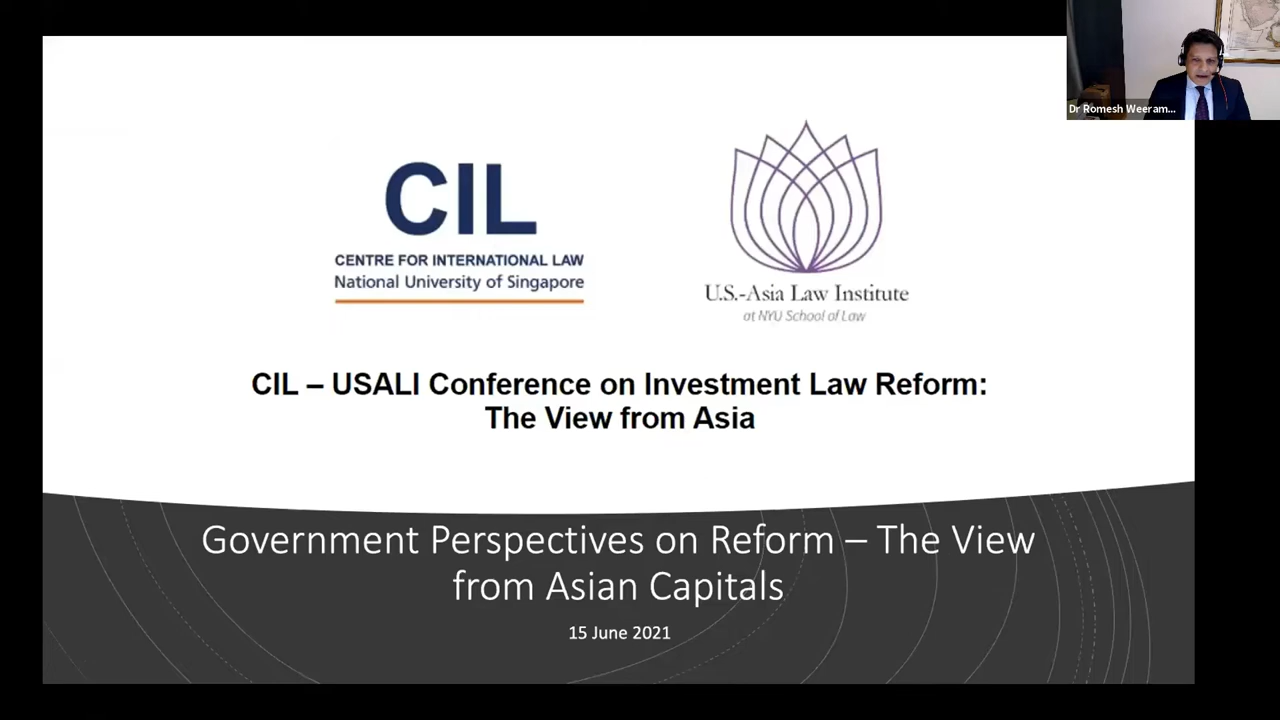 Dr Romesh Weeram...
CIL
CENTRE FOR INTERNATIONAL LAW
National University of Singapore
U.S.-Asia Law Institute
at NYU School of Law
CIL – USALI Conference on Investment Law Reform:
The View from Asia
Government Perspectives on Reform – The View
from Asian Capitals
15 June 2021